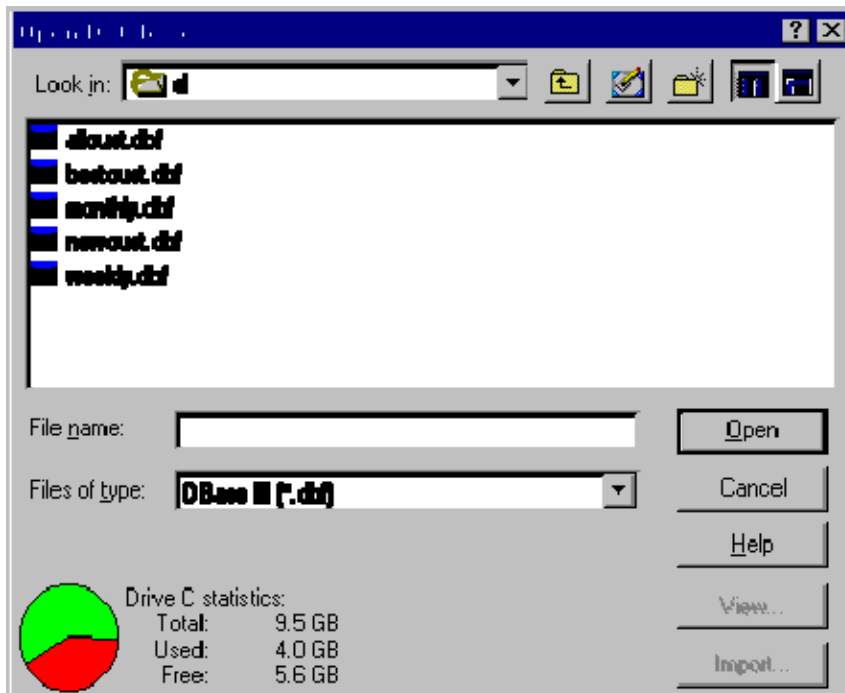 Look in: d
allcust.dbf
bestcust.dbf
monthly.dbf
newcust.dbf
weekly.dbf
File name:
Open
Files of type: DBase III (*.dbf)
Cancel
Help
Drive C statistics:
Total: 9.5 GB
Used: 4.0 GB
Free: 5.6 GB
View...
Import...